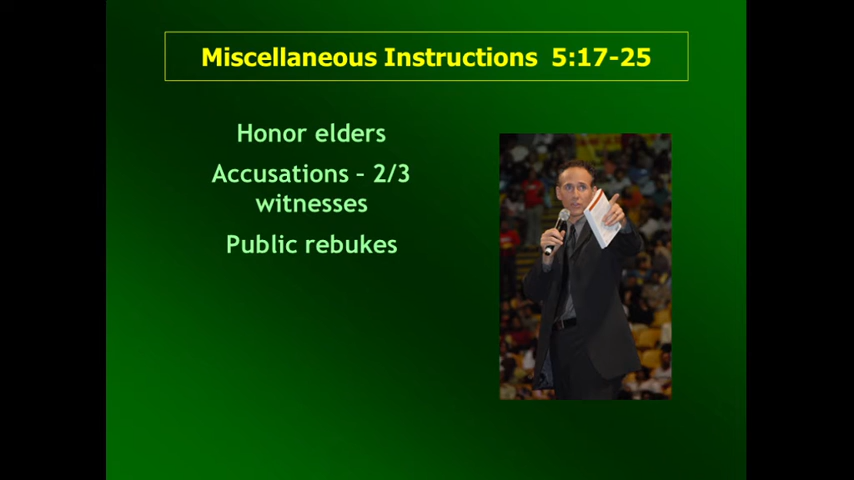 Miscellaneous Instructions 5:17-25
Honor elders
Accusations – 2/3
witnesses
Public rebukes